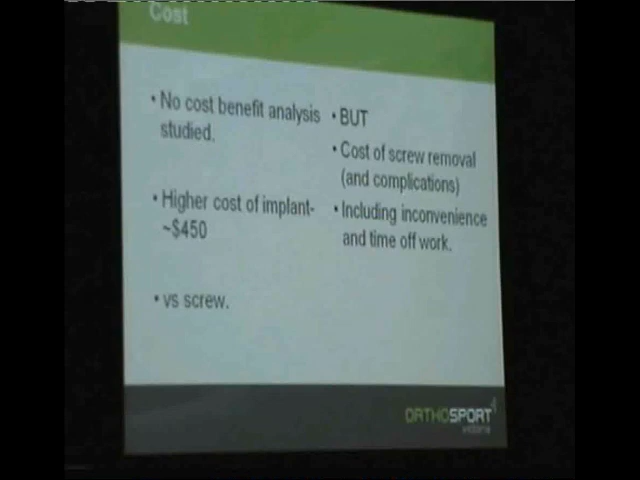 Cost
• No cost benefit analysis
studied.
• Higher cost of implant-
~$450
• vs screw.
• BUT
• Cost of screw removal
(and complications)
• Including inconvenience
and time off work.
ORTHOSPORT
victoria